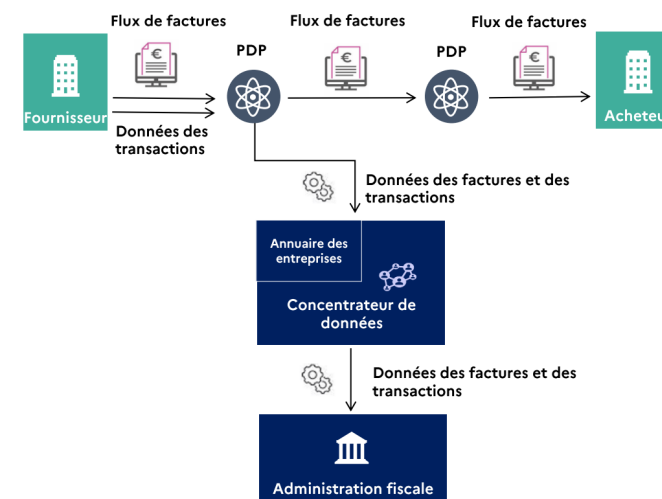 Flux de factures
Flux de factures
Flux de factures
PDP
PDP
Fournisseur
Acheteu
Données des
transactions
Données des factures et des
transactions
Annuaire des
entreprises
Concentrateur de
données
Données des factures et des
transactions
Administration fiscale